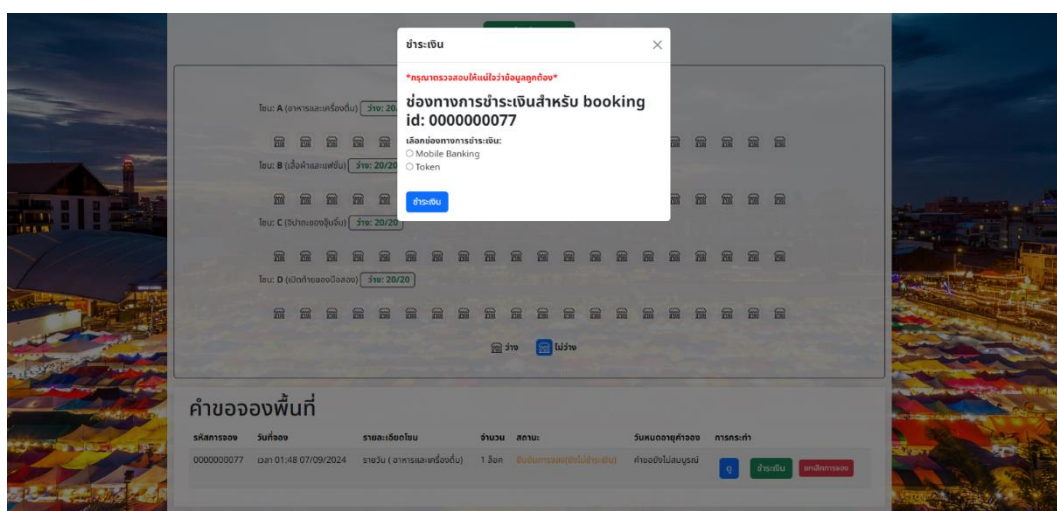 ชำระเงิน
*กรุณาตรวจสอบให้แน่ใจว่าข้อมูลถูกต้อง*
ช่องทางการชำระเงินสำหรับ booking
id: 0000000077
เลือกช่องทางการชำระเงิน:
Mobile Banking
Token
ชำระเงิน
โซน: A (อาหารและเครื่องดื่ม) ว่าง: 20
โซน: B (เสื้อผ้าและแฟชั่น) ว่าง: 20/20
โซน: C (จิปาถะของจุ๊บจิ๊บ) ว่าง: 20/20
โซน: D (เปิดท้ายของมือสอง) ว่าง: 20/20
ว่าง ไม่ว่าง
คำขอจองพื้นที่
รหัสการจอง วันที่จอง รายละเอียดโซน จำนวน สถานะ วันหมดอายุคำจอง การกระทำ
0000000077 เวลา 01:48 07/09/2024 รายวัน ( อาหารและเครื่องดื่ม) 1 ล็อค ยืนยันการจอง(ยังไม่ชำระเงิน) คำขอยังไม่สมบูรณ์ ดู ชำระเงิน ยกเลิกการจอง